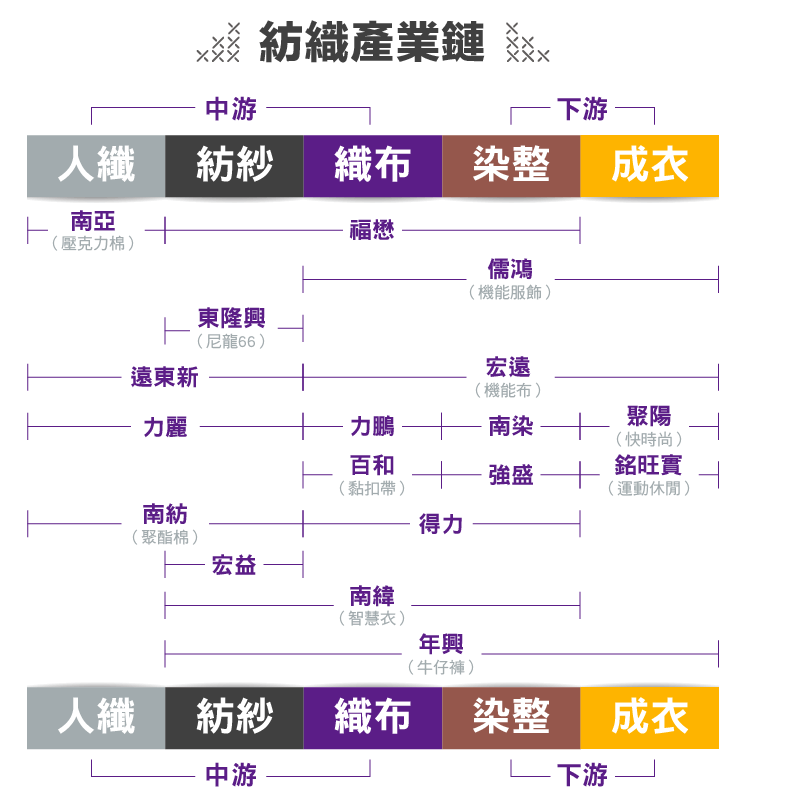 紡織產業鏈
中游
下游
人纖
紡紗
織布
染整
成衣
南亞
（壓克力棉）
福懋
儒鴻
（機能服飾）
東隆興
（尼龍66）
遠東新
宏遠
（機能布）
力麗
力鵬
南染
聚陽
（快時尚）
百和
（黏扣帶）
強盛
銘旺實
（運動休閒）
南紡
（聚酯棉）
得力
宏益
南緯
（智慧衣）
年興
（牛仔褲）
人纖
紡紗
織布
染整
成衣
中游
下游